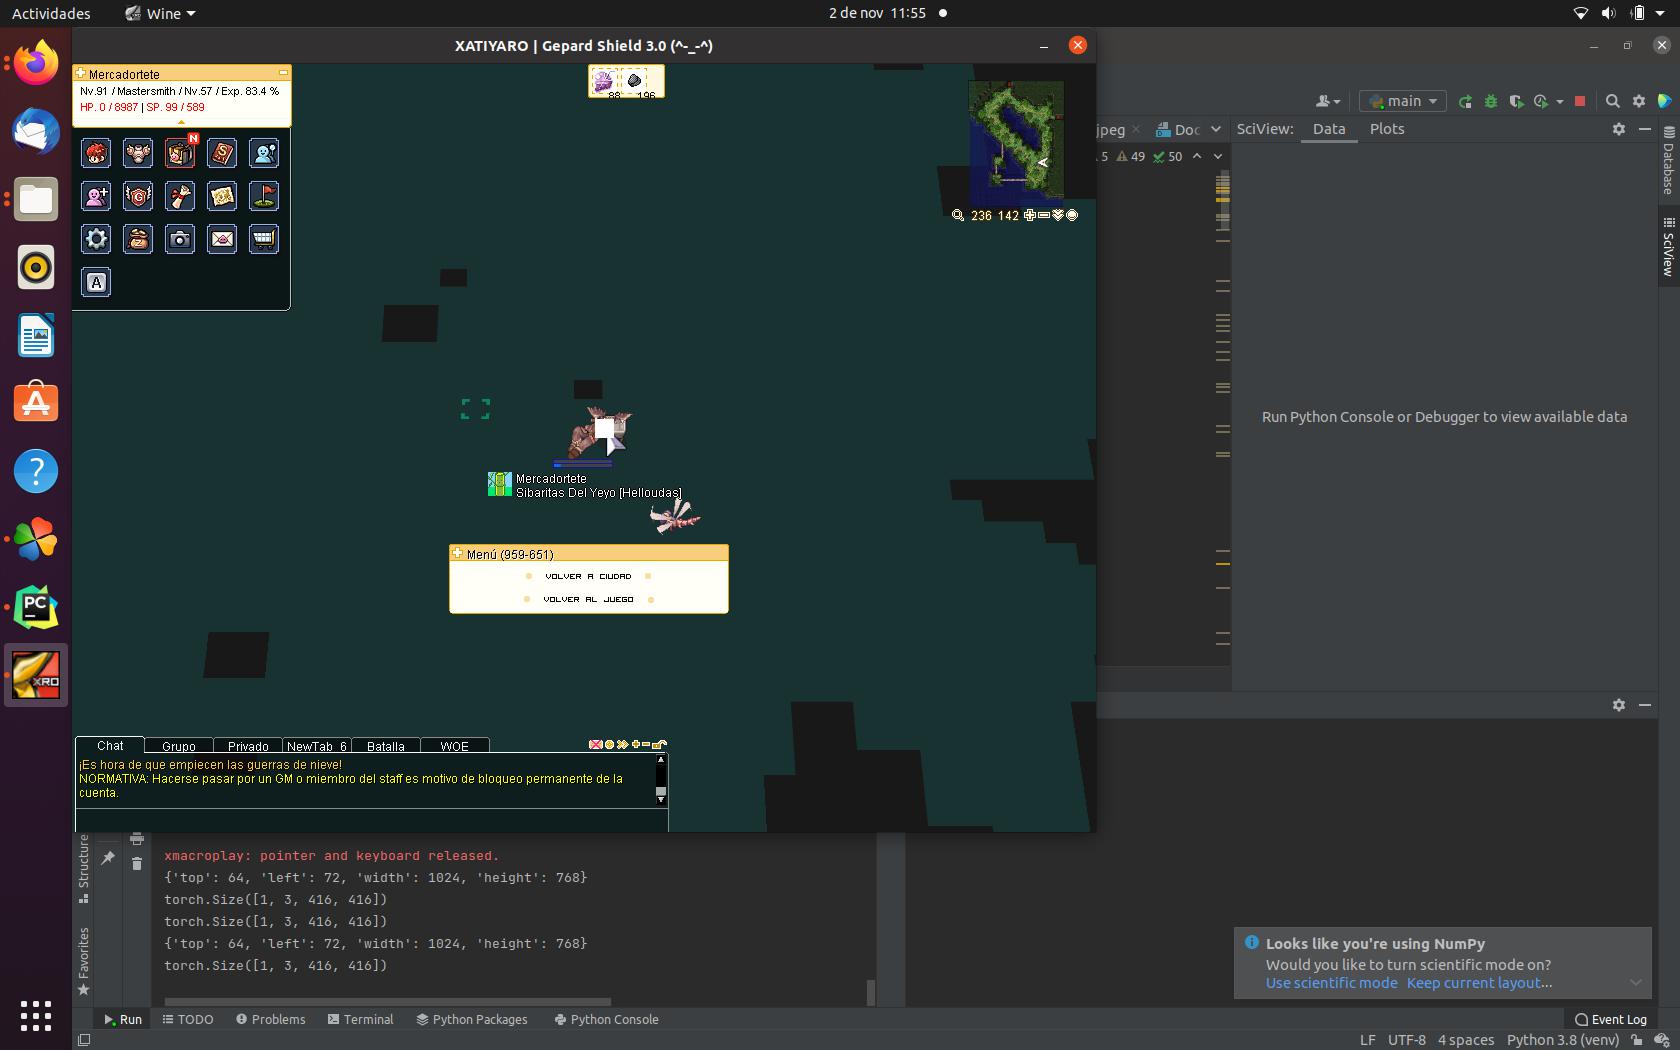 Actividades
Wine
2 de nov 11:55
XATIYARO | Gepard Shield 3.0 (^-_-^)
Mercadortete
Nv.91 / Mastersmith / Nv.57 / Exp. 83.4 %
HP. 0 / 8987 | SP. 99 / 589
N
A
88
196
236 142
main
jpeg
Doc
SciView:
Data
Plots
5
49
50
Database
SciView
Run Python Console or Debugger to view available data
Mercadortete
Sibaritas Del Yeyo [Helloudas]
Menú (959-651)
VOLVER A CIUDAD
VOLVER AL JUEGO
PC
XRO
Chat
Grupo
Privado
NewTab_6
Batalla
WOE
¡Es hora de que empiecen las guerras de nieve!
NORMATIVA: Hacerse pasar por un GM o miembro del staff es motivo de bloqueo permanente de la
cuenta.
Structure
Favorites
xmacroplay: pointer and keyboard released.
{'top': 64, 'left': 72, 'width': 1024, 'height': 768}
torch.Size([1, 3, 416, 416])
torch.Size([1, 3, 416, 416])
{'top': 64, 'left': 72, 'width': 1024, 'height': 768}
torch.Size([1, 3, 416, 416])
Looks like you're using NumPy
Would you like to turn scientific mode on?
Use scientific mode Keep current layout...
Run
TODO
Problems
Terminal
Python Packages
Python Console
Event Log
LF UTF-8 4 spaces Python 3.8 (venv)